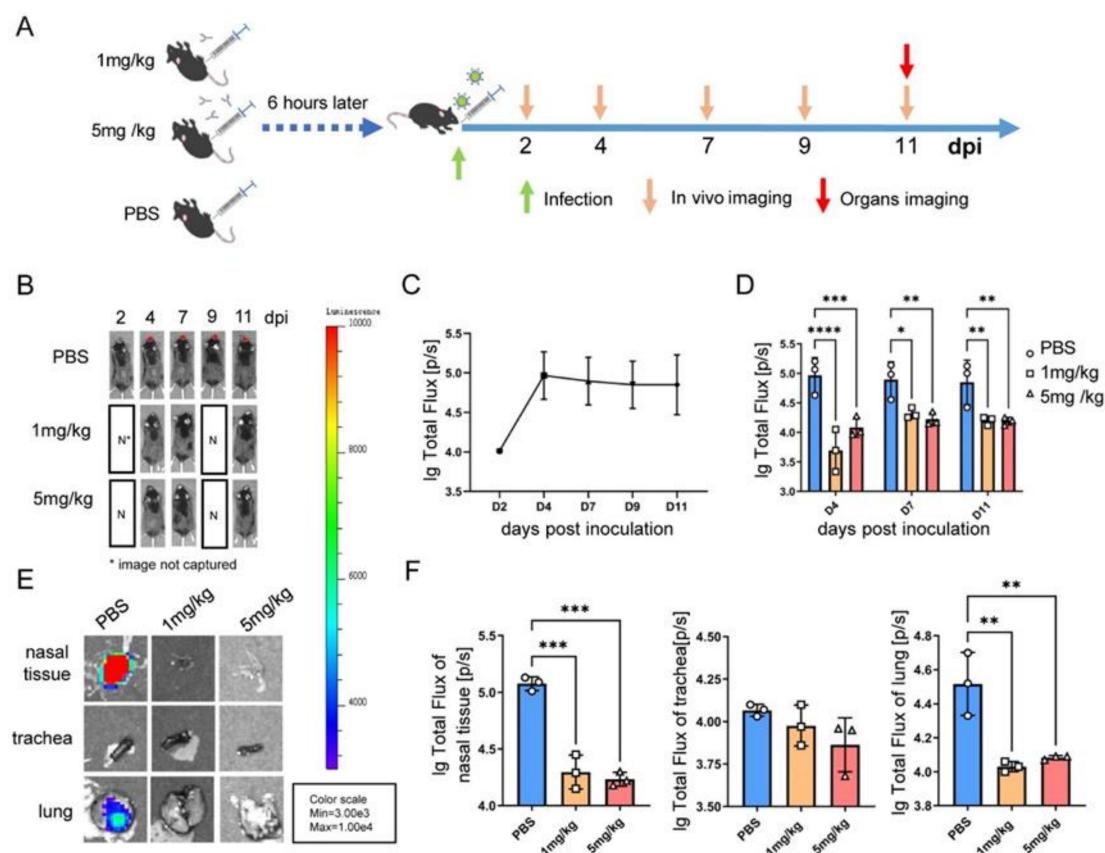 A
1mg/kg
5mg /kg
PBS
6 hours later
2 4 7 9 11 dpi
Infection In vivo imaging Organs imaging
B
2 4 7 9 11 dpi
PBS
1mg/kg
N* N
5mg/kg
N N
* image not captured
Luminescence
10000
8000
6000
4000
C
lg Total Flux [p/s]
5.5
5.0
4.5
4.0
3.5
D2 D4 D7 D9 D11
days post inoculation
D
lg Total Flux [p/s]
5.5
5.0
4.5
4.0
3.5
3.0
*** ** **
**** * **
D4 D7 D11
days post inoculation
PBS
1mg/kg
5mg /kg
E
PBS 1mg/kg 5mg/kg
nasal
tissue
trachea
lung
Color scale
Min=3.00e3
Max=1.00e4
F
lg Total Flux of
nasal tissue [p/s]
5.5
5.0
4.5
4.0
***
***
PBS 1mg/kg 5mg/kg
lg Total Flux of trachea[p/s]
4.50
4.25
4.00
3.75
3.50
PBS 1mg/kg 5mg/kg
lg Total Flux of lung [p/s]
4.8
4.6
4.4
4.2
4.0
3.8
**
**
PBS 1mg/kg 5mg/kg